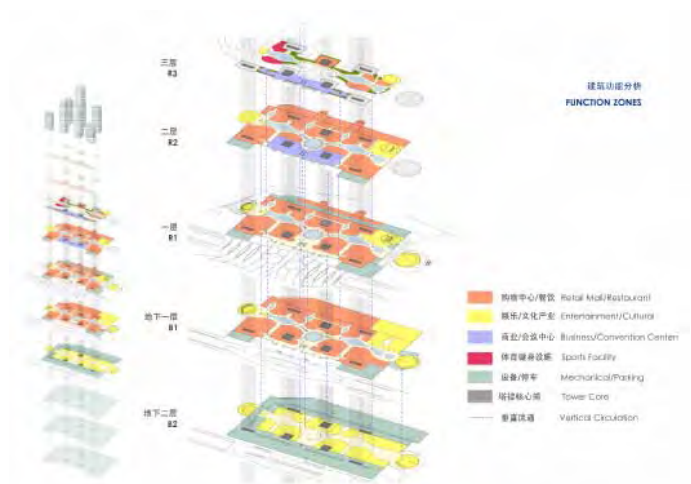 三层
R3
建筑功能分析
FUNCTION ZONES
二层
R2
一层
R1
地下一层
B1
地下二层
B2
购物中心/餐饮 Retail Mall/Restaurant
娱乐/文化产业 Entertainment/Cultural
商业/会议中心 Business/Convention Centeri
体育健身设施 Sports Facility
设备/停车 Mechanical/Parking
塔楼核心筒 Tower Core
垂直流通 Vertical Circulation